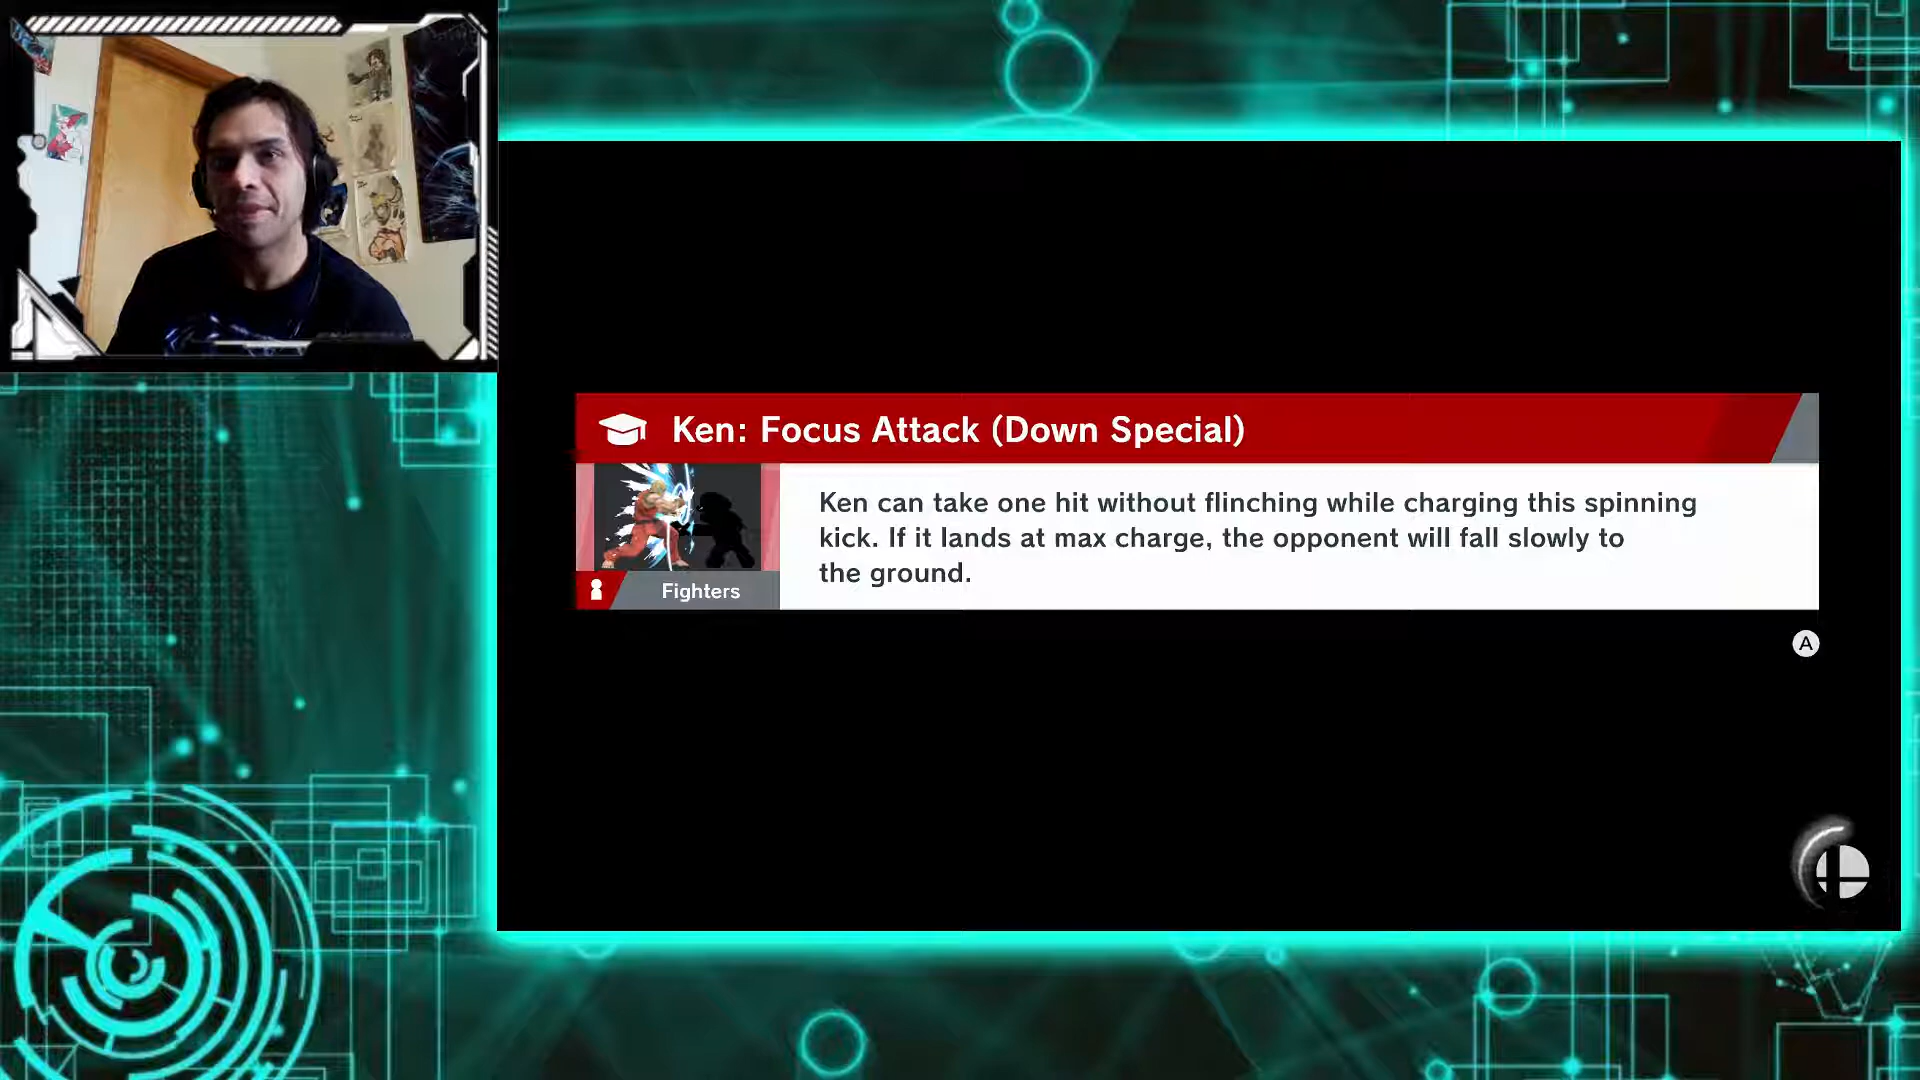 Ken: Focus Attack (Down Special)
Ken can take one hit without flinching while charging this spinning
kick. If it lands at max charge, the opponent will fall slowly to
the ground.
Fighters
A